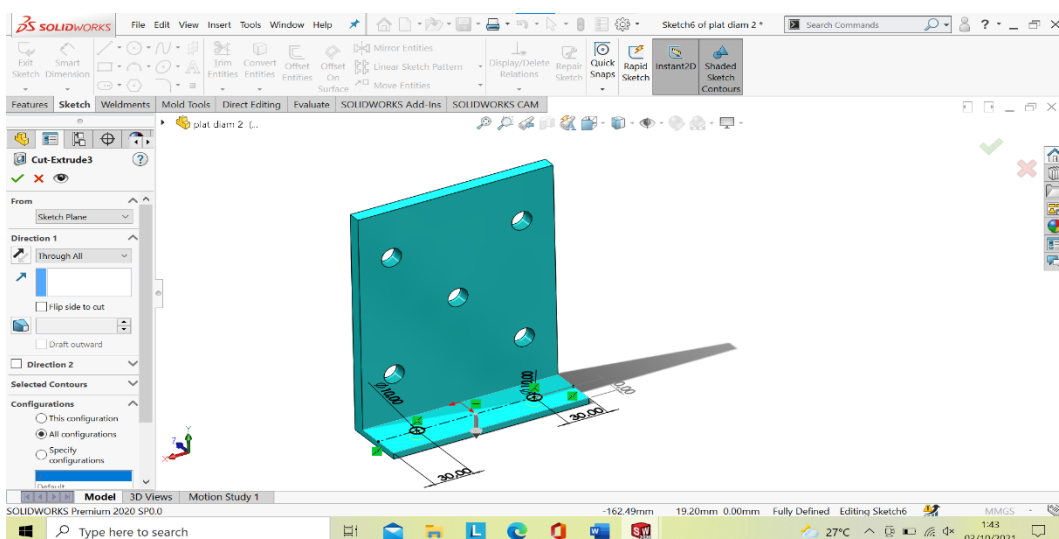 SOLIDWORKS File Edit View Insert Tools Window Help Sketch6 of plat diam 2 * Search Commands ?
Exit Sketch
Smart Dimension
Trim Entities
Convert Entities
Offset Entities
Offset On Surface
Mirror Entities
Linear Sketch Pattern
Move Entities
Display/Delete Relations
Repair Sketch
Quick Snaps
Rapid Sketch
Instant2D
Shaded Sketch Contours
Features Sketch Weldments Mold Tools Direct Editing Evaluate SOLIDWORKS Add-Ins SOLIDWORKS CAM
plat diam 2 (...
Cut-Extrude3
From
Sketch Plane
Direction 1
Through All
Flip side to cut
Draft outward
Direction 2
Selected Contours
Configurations
This configuration
All configurations
Specify configurations
Default
Ø10.00
Ø10.00
30.00
30.00
Y
Z
X
Model 3D Views Motion Study 1
SOLIDWORKS Premium 2020 SP0.0 -162.49mm 19.20mm 0.00mm Fully Defined Editing Sketch6 MMGS
Type here to search
27°C
1:43
03/10/2021